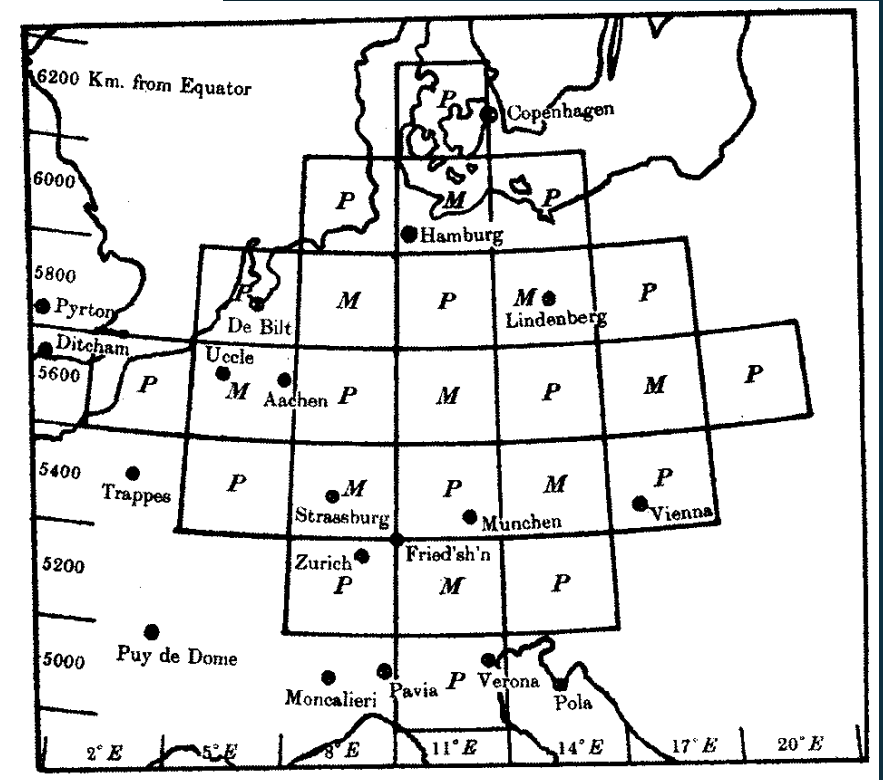 6200 Km. from Equator
P
Copenhagen
6000
P
M
P
Hamburg
5800
P
M
P
M
P
Pyrton
De Bilt
Lindenberg
Ditcham
Uccle
5600
P
M
Aachen
P
M
P
M
P
5400
P
M
P
M
P
Trappes
Strassburg
Munchen
Vienna
5200
Zurich
Fried'sh'n
P
M
P
5000
Puy de Dome
Moncalieri
Pavia
P
Verona
Pola
2° E
5° E
8° E
11° E
14° E
17° E
20° E